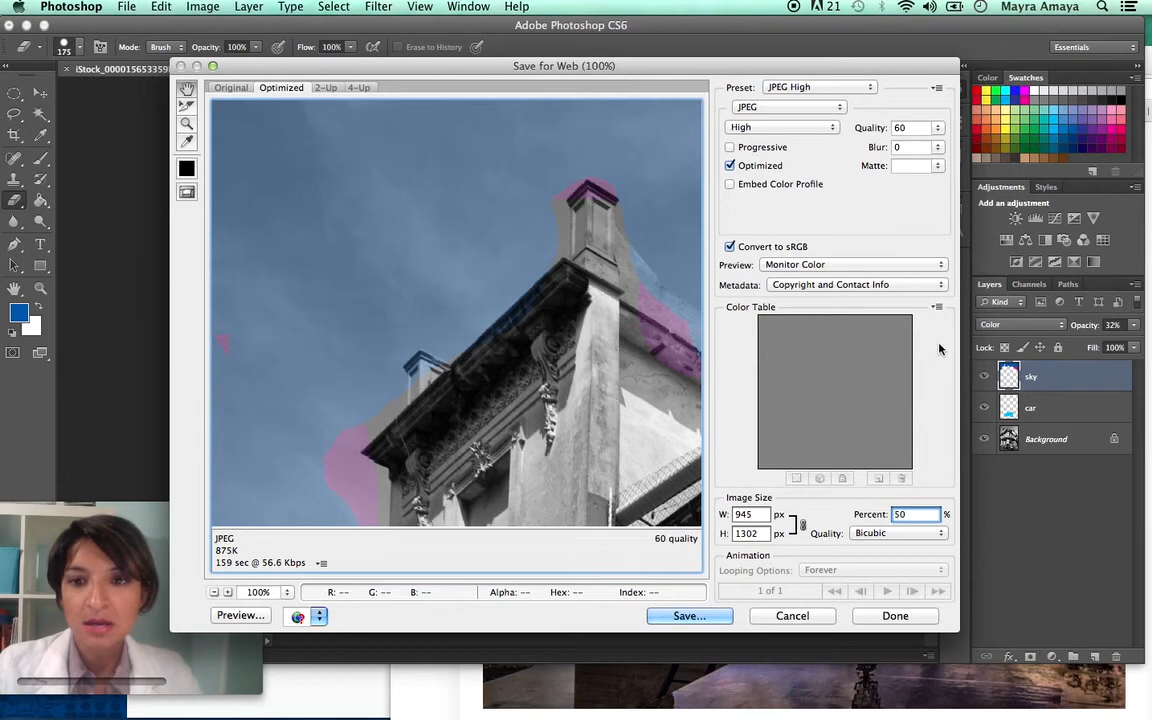 Photoshop File Edit Image Layer Type Select Filter View Window Help 21 Mayra Amaya
Adobe Photoshop CS6
175 Mode: Brush Opacity: 100% Flow: 100% Erase to History Essentials
iStock_00001565335
Save for Web (100%)
Original Optimized 2-Up 4-Up
Preset: JPEG High
JPEG
High Quality: 60
Progressive Blur: 0
Optimized Matte:
Embed Color Profile
Convert to sRGB
Preview: Monitor Color
Metadata: Copyright and Contact Info
Color Table
Image Size
W: 945 px Percent: 50 %
H: 1302 px Quality: Bicubic
Animation
Looping Options: Forever
1 of 1
JPEG 60 quality
875K
159 sec @ 56.6 Kbps
100% R: -- G: -- B: -- Alpha: -- Hex: -- Index: --
Preview... Save... Cancel Done
Color Swatches
Adjustments Styles
Add an adjustment
Layers Channels Paths
Kind
Color Opacity: 32%
Lock: Fill: 100%
sky
car
Background
fx